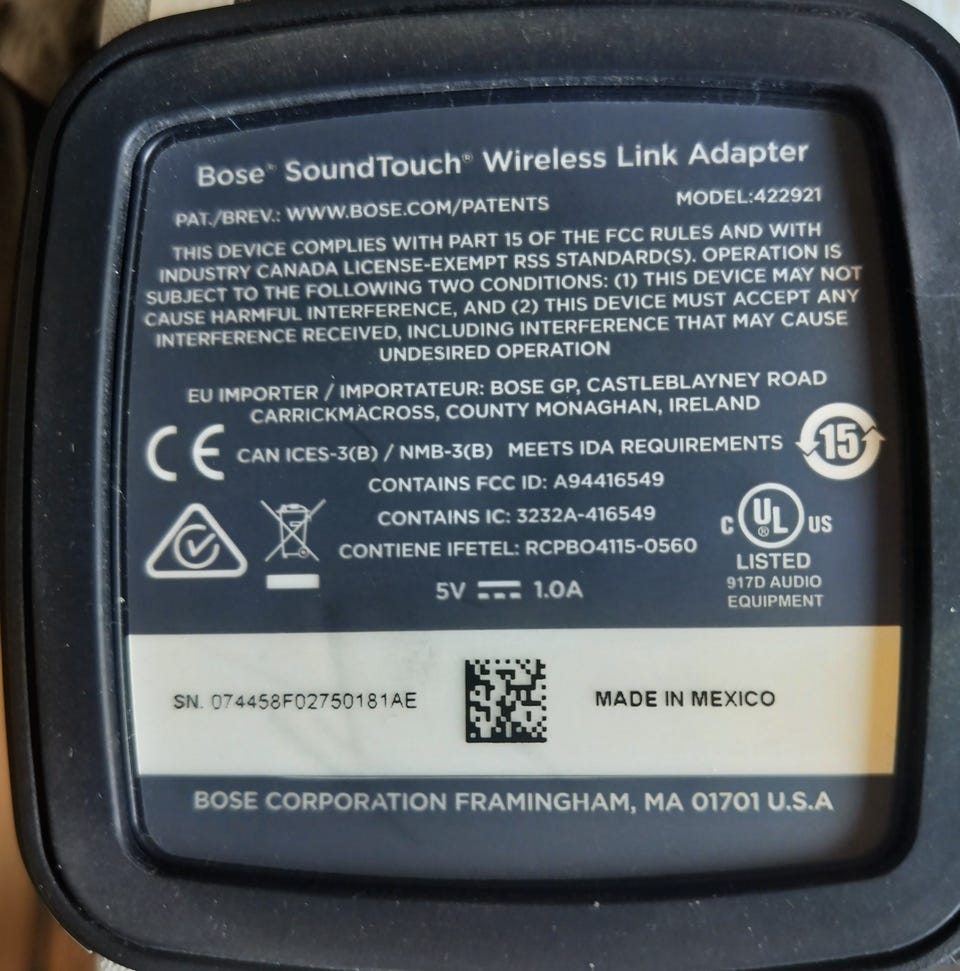 Bose® SoundTouch® Wireless Link Adapter
PAT./BREV.: WWW.BOSE.COM/PATENTS MODEL:422921
THIS DEVICE COMPLIES WITH PART 15 OF THE FCC RULES AND WITH
INDUSTRY CANADA LICENSE-EXEMPT RSS STANDARD(S). OPERATION IS
SUBJECT TO THE FOLLOWING TWO CONDITIONS: (1) THIS DEVICE MAY NOT
CAUSE HARMFUL INTERFERENCE, AND (2) THIS DEVICE MUST ACCEPT ANY
INTERFERENCE RECEIVED, INCLUDING INTERFERENCE THAT MAY CAUSE
UNDESIRED OPERATION
EU IMPORTER / IMPORTATEUR: BOSE GP, CASTLEBLAYNEY ROAD
CARRICKMACROSS, COUNTY MONAGHAN, IRELAND
CE CAN ICES-3(B) / NMB-3(B) MEETS IDA REQUIREMENTS 15
CONTAINS FCC ID: A94416549
CONTAINS IC: 3232A-416549
CONTIENE IFETEL: RCPBO4115-0560
C UL® US
LISTED
917D AUDIO
EQUIPMENT
5V 1.0A
SN. 074458F02750181AE MADE IN MEXICO
BOSE CORPORATION FRAMINGHAM, MA 01701 U.S.A